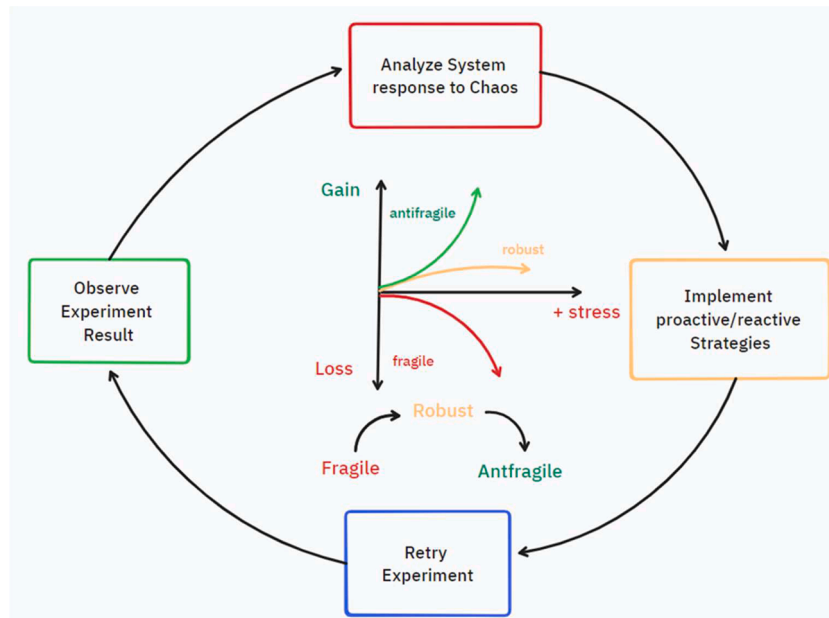 Analyze System
response to Chaos
Gain
antifragile
robust
Observe
Experiment
Result
Implement
proactive/reactive
Strategies
+ stress
Loss
fragile
Robust
Fragile
Antfragile
Retry
Experiment